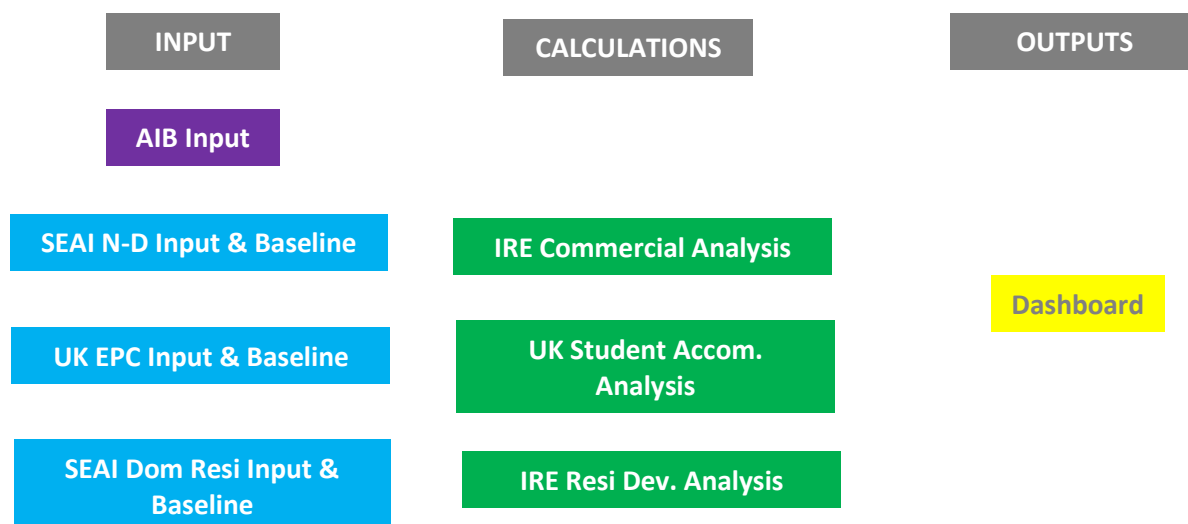 INPUT
CALCULATIONS
OUTPUTS
AIB Input
SEAI N-D Input & Baseline
IRE Commercial Analysis
Dashboard
UK EPC Input & Baseline
UK Student Accom.
Analysis
SEAI Dom Resi Input &
Baseline
IRE Resi Dev. Analysis